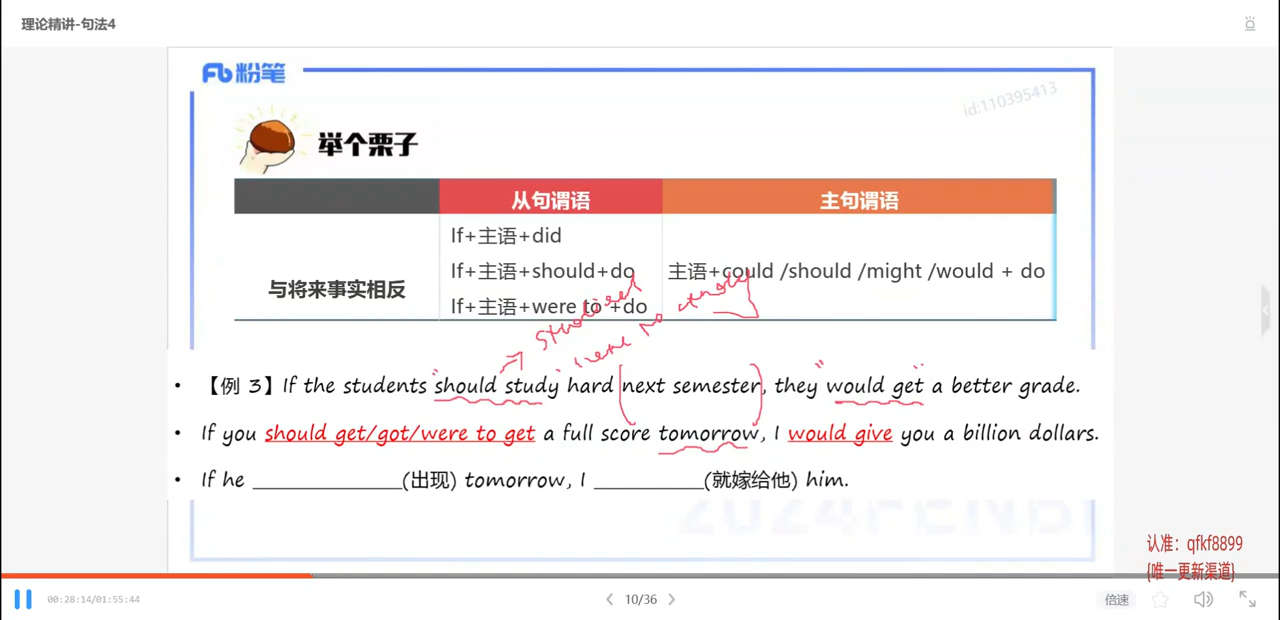 理论精讲-句法4
粉笔
id:110395413
举个栗子
从句谓语 主句谓语
If+主语+did
If+主语+should+do 主语+could /should /might /would + do
与将来事实相反
If+主语+were to +do
studied
were to study
【例 3】If the students should study hard next semester, they would get a better grade.
If you should get/got/were to get a full score tomorrow, I would give you a billion dollars.
If he ____________(出现) tomorrow, I _________(就嫁给他) him.
2024FENBI
认准：qfkf8899
{唯一更新渠道}
00:28:14/01:55:44 10/36 倍速